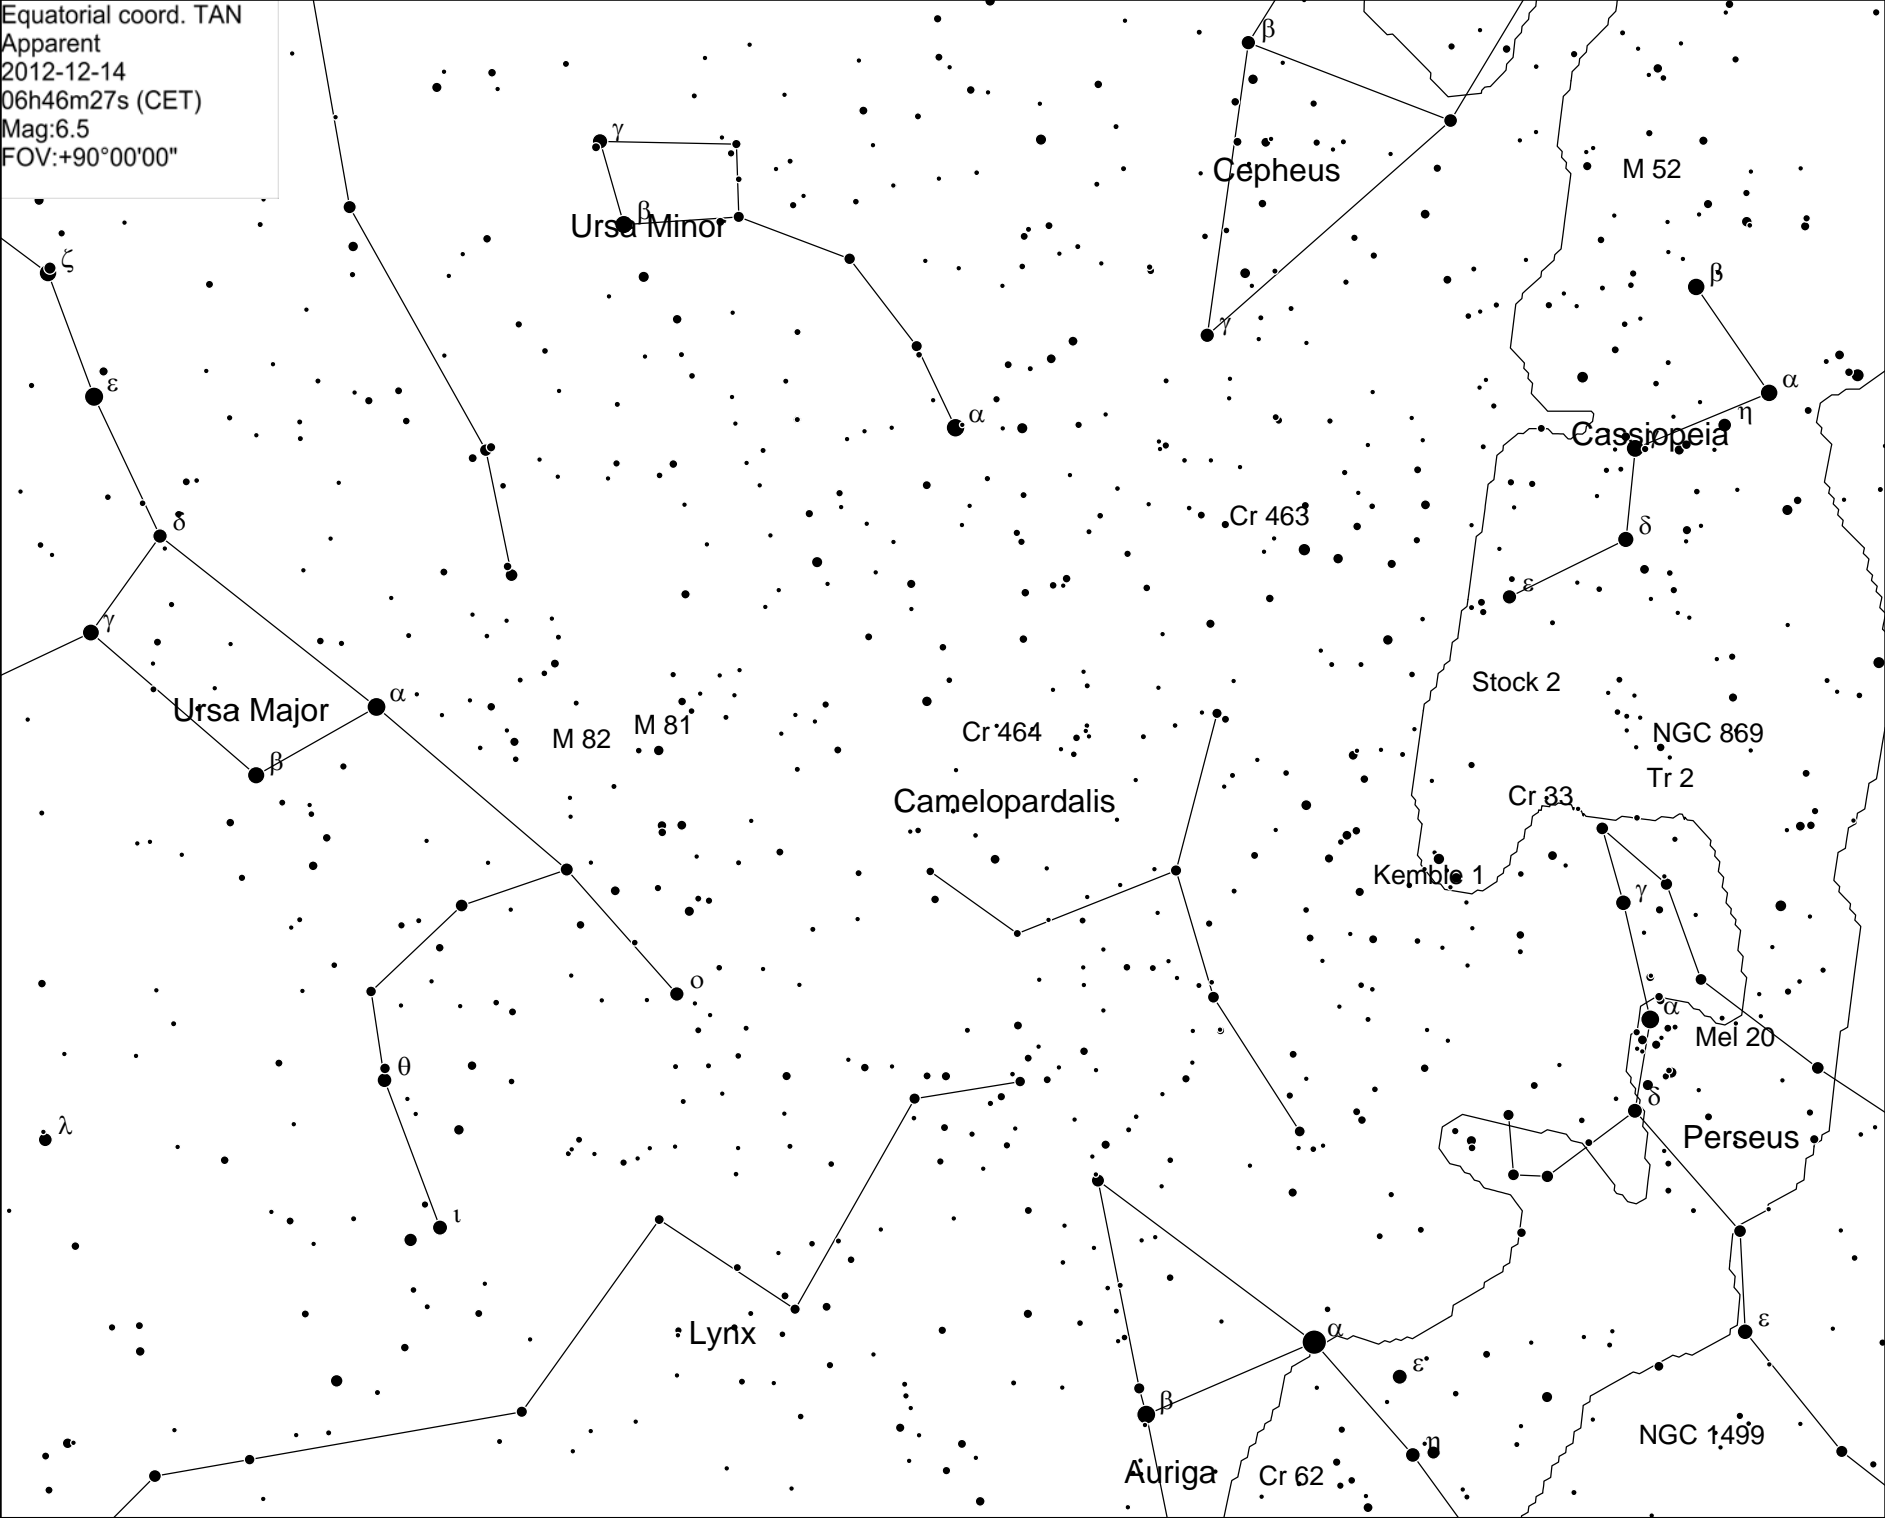 Equatorial coord. TAN
Apparent
2012-12-14
06h46m27s (CET)
Mag:6.5
FOV:+90°00'00"
β
γ
Cepheus
M 52
β
Ursa Minor
ζ
β
γ
ε
α
α
η
Cassiopeia
γ
Cr 463
δ
δ
ε
γ
Stock 2
α
Ursa Major
M 81
Cr 464
NGC 869
M 82
β
Tr 2
Cr 33
Camelopardalis
Kemble 1
γ
ο
α
Mel 20
θ
δ
λ
Perseus
ι
ε
α
Lynx
ε
β
η
NGC 1499
Auriga
Cr 62